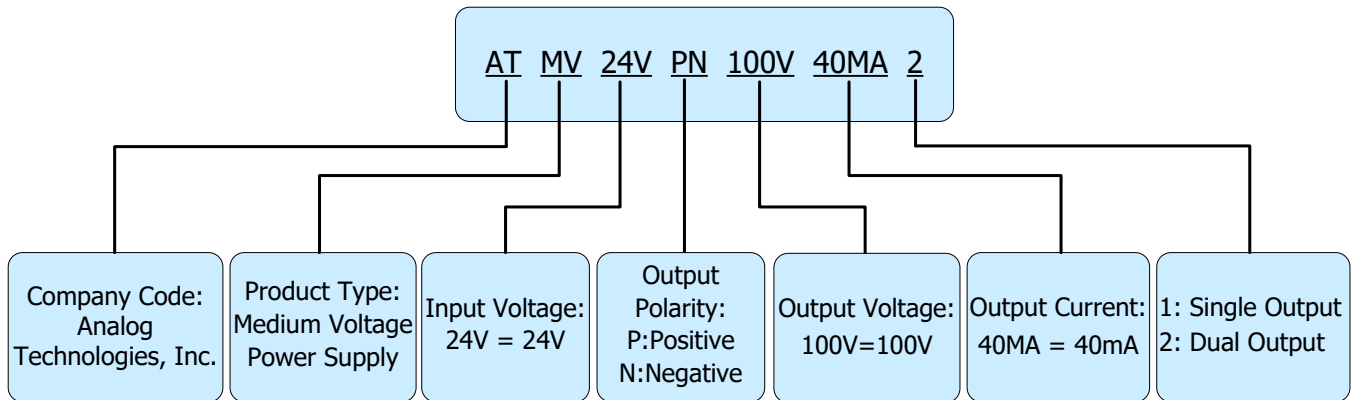 AT MV 24V PN 100V 40MA 2
Company Code:
Analog
Technologies, Inc.
Product Type:
Medium Voltage
Power Supply
Input Voltage:
24V = 24V
Output
Polarity:
P:Positive
N:Negative
Output Voltage:
100V=100V
Output Current:
40MA = 40mA
1: Single Output
2: Dual Output